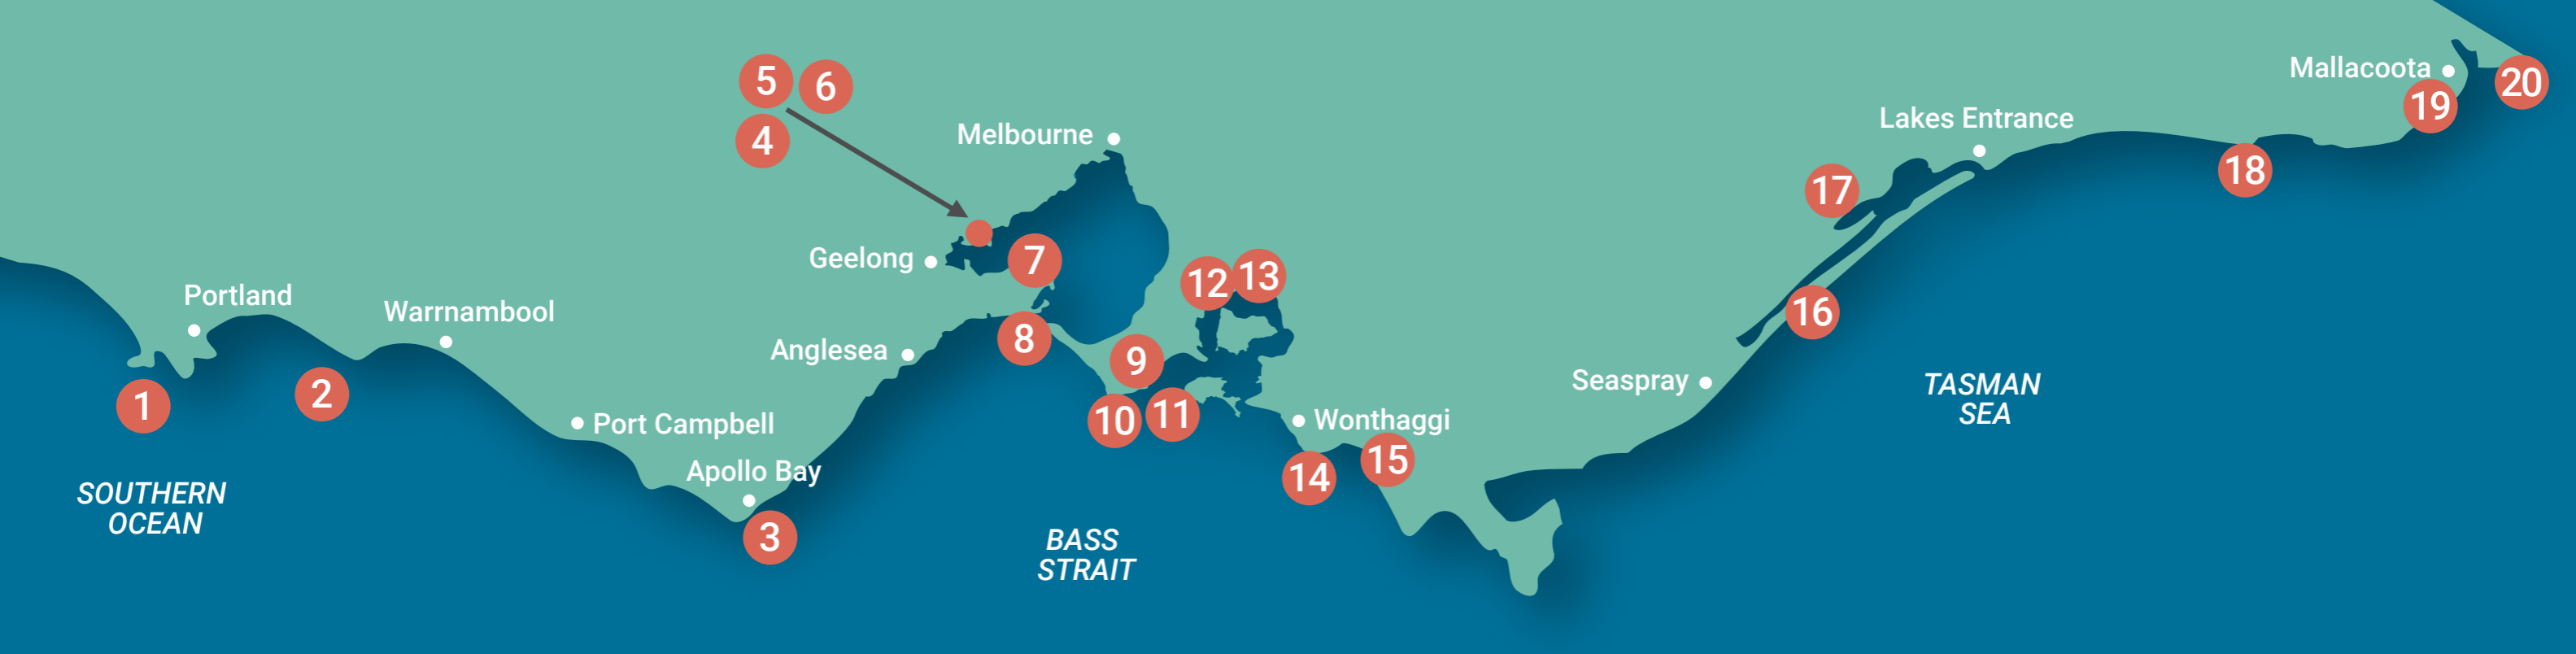 5
6
4
Melbourne
Mallacoota
20
19
Lakes Entrance
18
17
Geelong
7
12
13
Portland
Warrnambool
16
8
Anglesea
9
1
2
10
11
Seaspray
TASMAN
SEA
Port Campbell
Wonthaggi
14
15
Apollo Bay
3
SOUTHERN
OCEAN
BASS
STRAIT